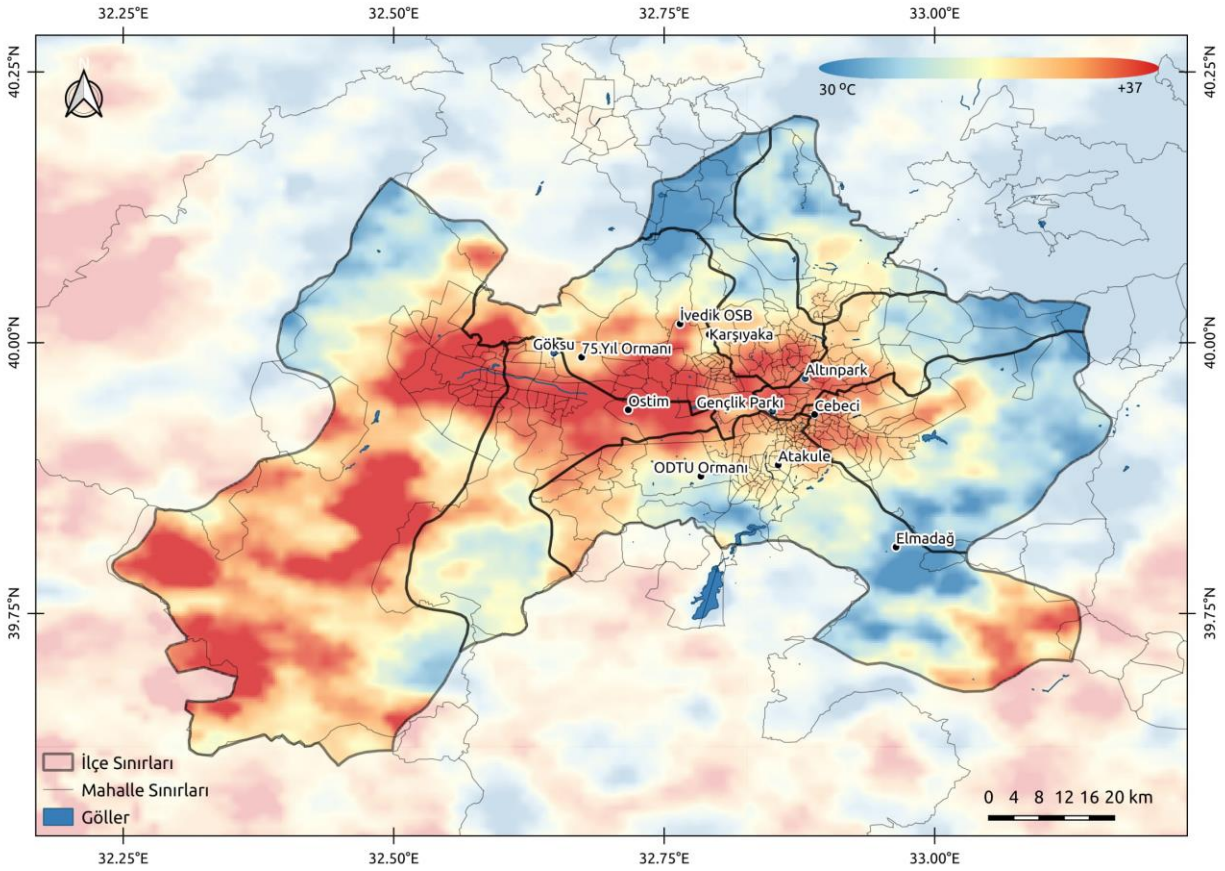 32.25°E 32.50°E 32.75°E 33.00°E
40.25°N 40.25°N
N
30 ºC +37
İvedik OSB
Karşıyaka
40.00°N 40.00°N
Göksu 75.Yıl Ormanı
Altınpark
Ostim Gençlik Parkı Cebeci
ODTÜ Ormanı Atakule
Elmadağ
39.75°N 39.75°N
İlçe Sınırları
Mahalle Sınırları
Göller
0 4 8 12 16 20 km
32.25°E 32.50°E 32.75°E 33.00°E